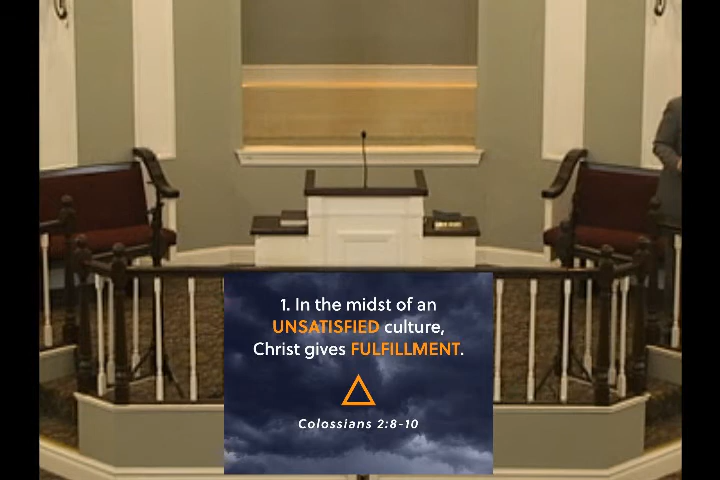 1. In the midst of an
UNSATISFIED culture,
Christ gives FULFILLMENT.
Colossians 2:8-10